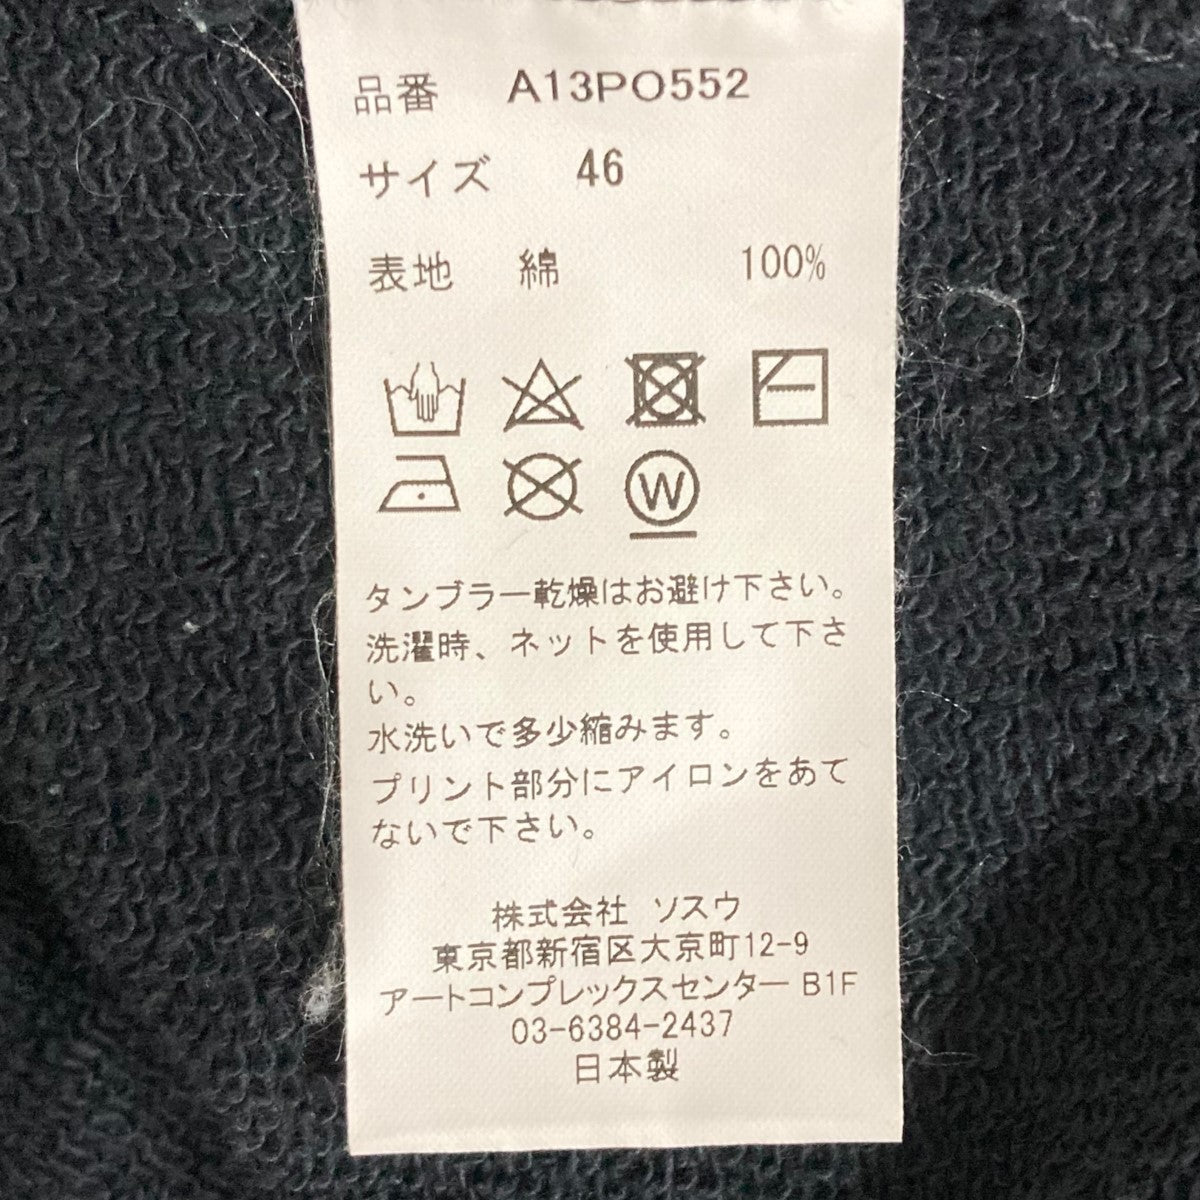 品番 A13PO552
サイズ 46
表地 綿 100%
W
タンブラー乾燥はお避け下さい。
洗濯時、ネットを使用して下さ
い。
水洗いで多少縮みます。
プリント部分にアイロンをあて
ないで下さい。
株式会社 ソスウ
東京都新宿区大京町12-9
アートコンプレックスセンター B1F
03-6384-2437
日本製